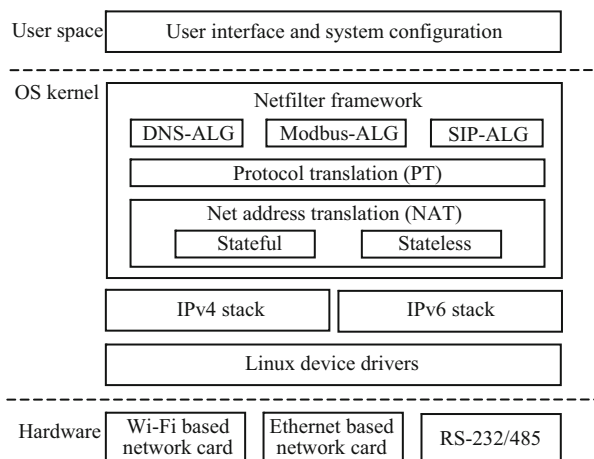 User space
User interface and system configuration
OS kernel
Netfilter framework
DNS-ALG
Modbus-ALG
SIP-ALG
Protocol translation (PT)
Net address translation (NAT)
Stateful
Stateless
IPv4 stack
IPv6 stack
Linux device drivers
Hardware
Wi-Fi based
network card
Ethernet based
network card
RS-232/485